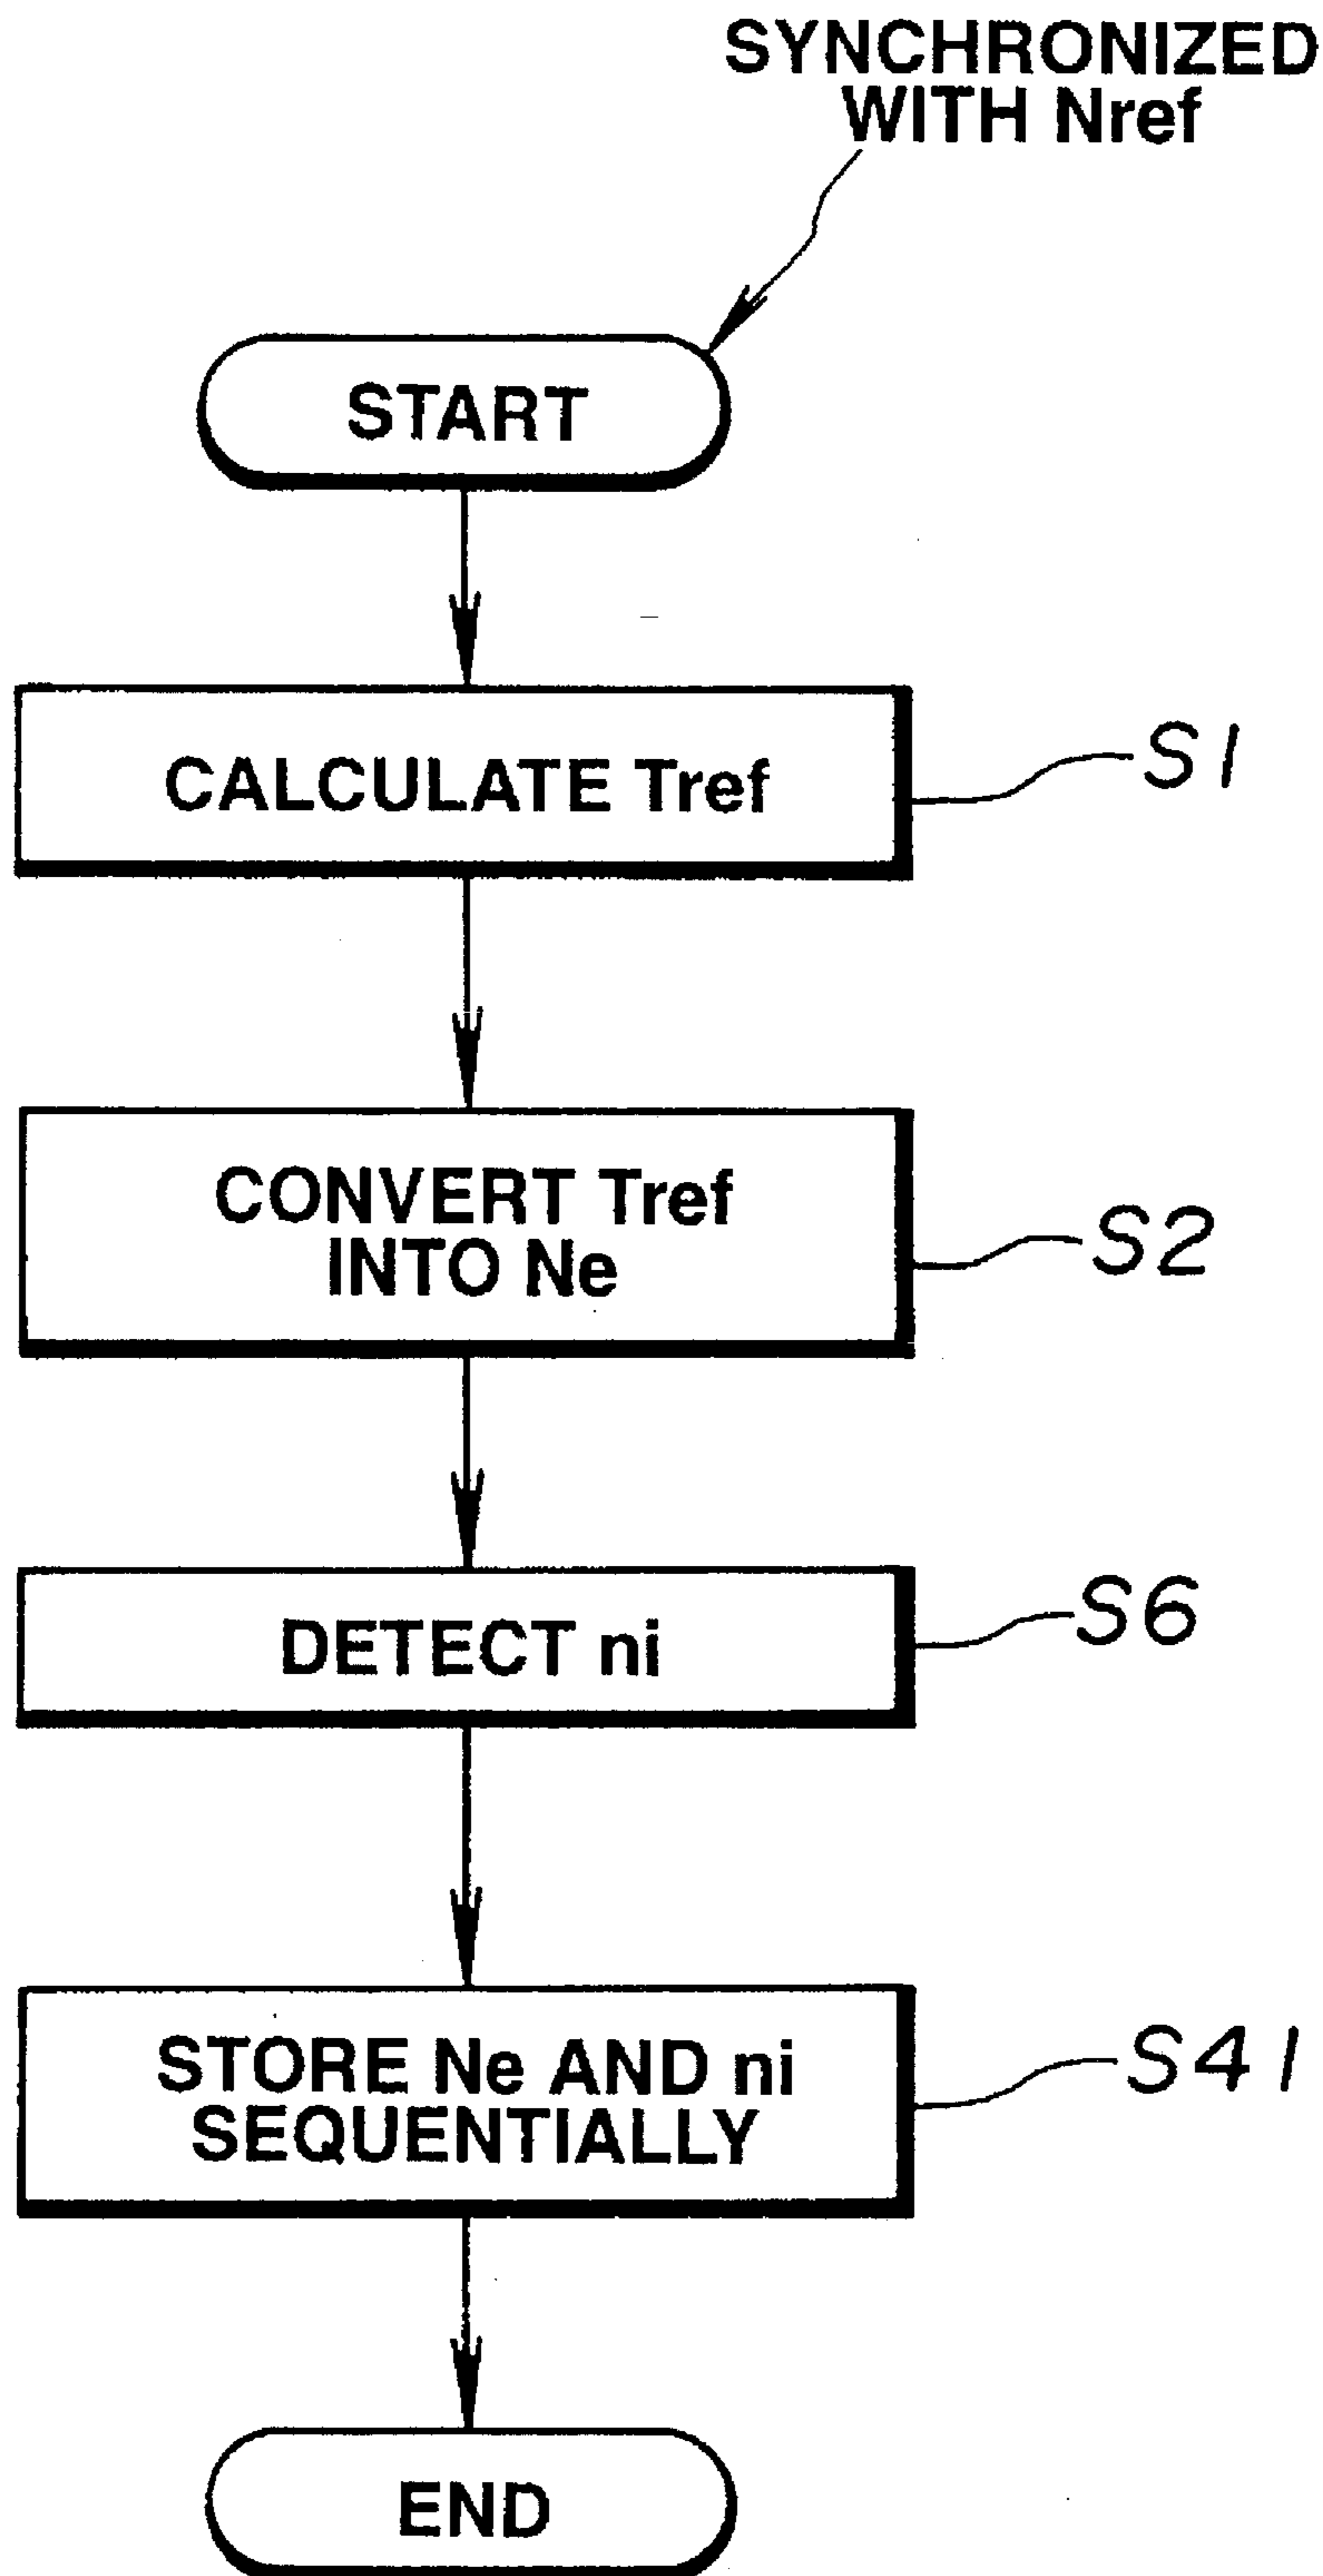 SYNCHRONIZED
WITH Nref
START
CALCULATE Tref
S1
CONVERT Tref
INTO Ne
S2
DETECT ni
S6
STORE Ne AND ni
SEQUENTIALLY
S41
END